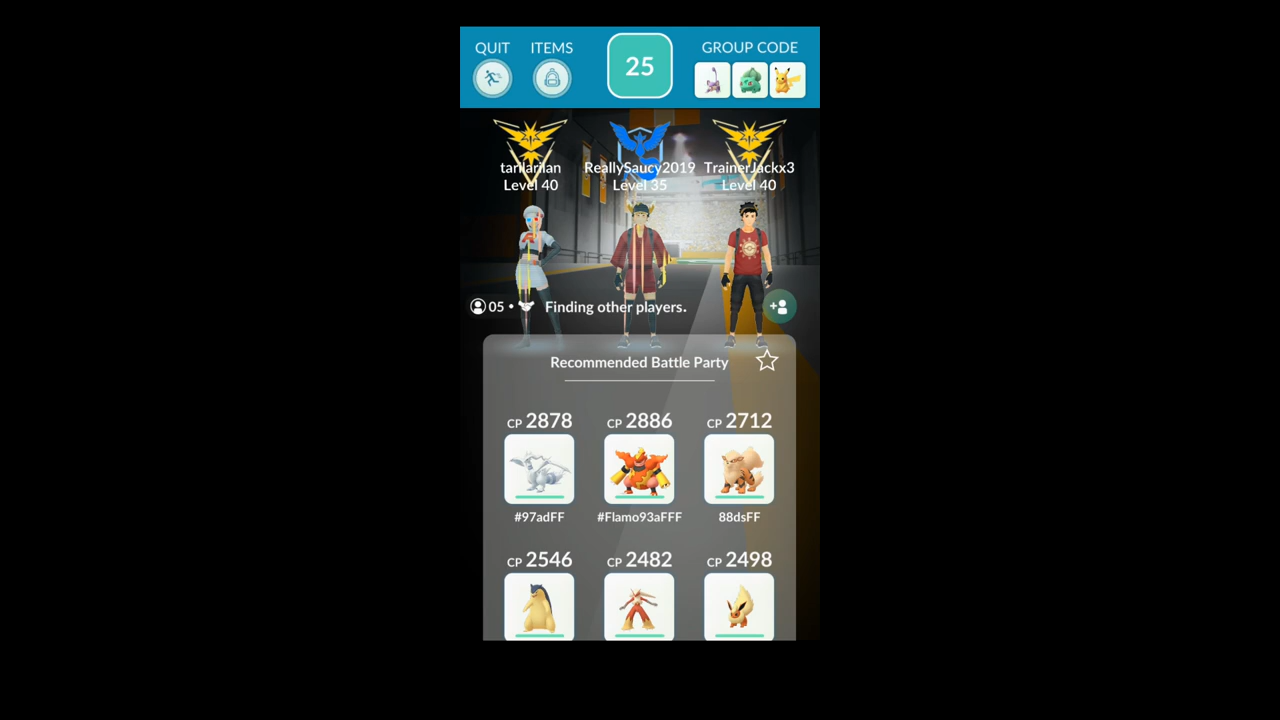 QUIT ITEMS 25 GROUP CODE
ReallySaucy2019 TrainerJackx3
Level 40 Level 35 Level 40
05 • Finding other players.
Recommended Battle Party
CP 2878 CP 2886 CP 2712
#97adFF #Flamo93aFFF 88dsFF
CP 2546 CP 2482 CP 2498